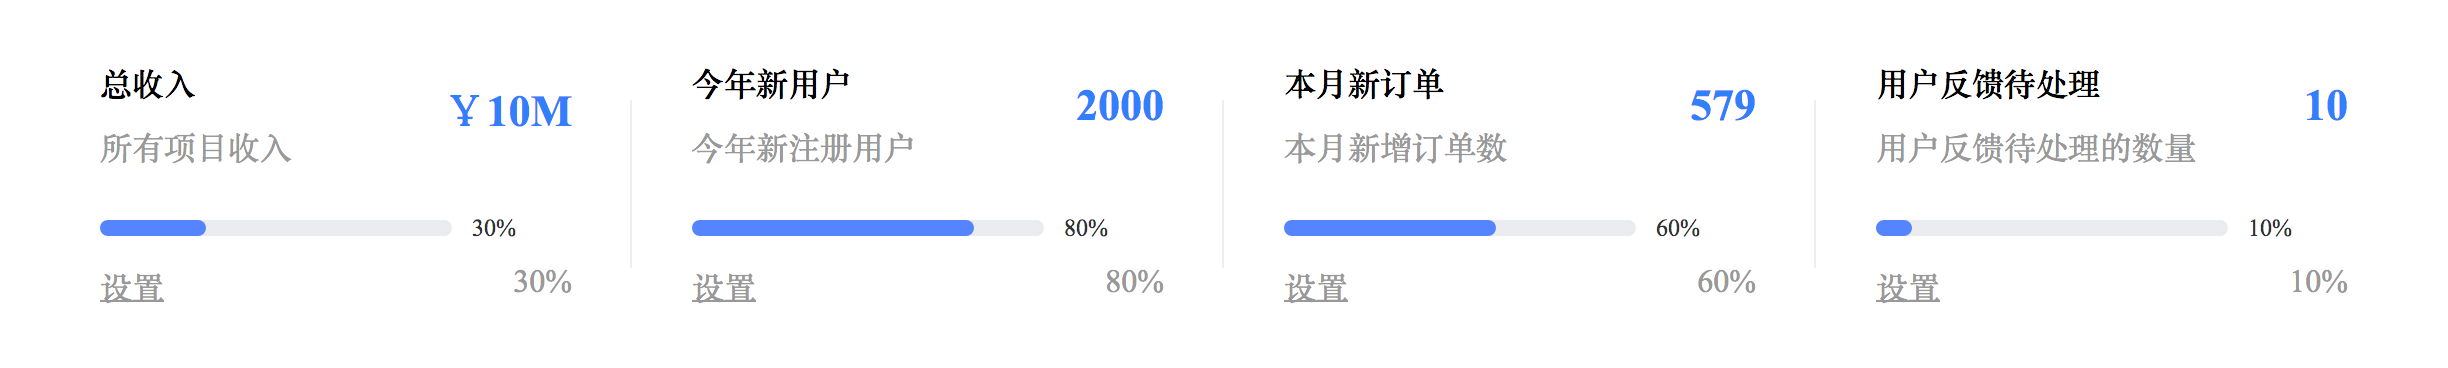 总收入
¥10M
所有项目收入
30%
设置
30%
今年新用户
2000
今年新注册用户
80%
设置
80%
本月新订单
579
本月新增订单数
60%
设置
60%
用户反馈待处理
10
用户反馈待处理的数量
10%
设置
10%